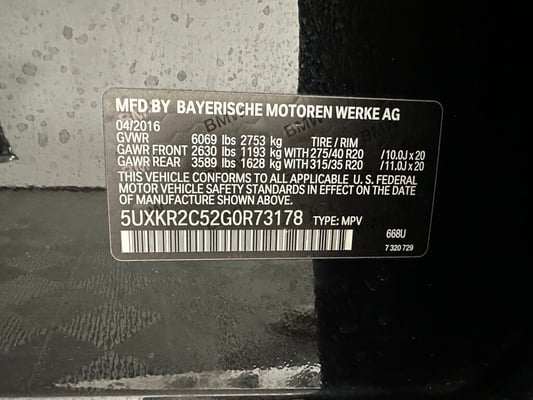 MFD BY BAYERISCHE MOTOREN WERKE AG
04/2016
GVWR 6069 lbs 2753 kg TIRE / RIM
GAWR FRONT 2630 lbs 1193 kg WITH 275/40 R20 /10.0J x 20
GAWR REAR 3589 lbs 1628 kg WITH 315/35 R20 /11.0J x 20
THIS VEHICLE CONFORMS TO ALL APPLICABLE U. S. FEDERAL
MOTOR VEHICLE SAFETY STANDARDS IN EFFECT ON THE DATE
OF MANUFACTURE SHOWN ABOVE.
5UXKR2C52G0R73178 TYPE: MPV
668U
7 320 729